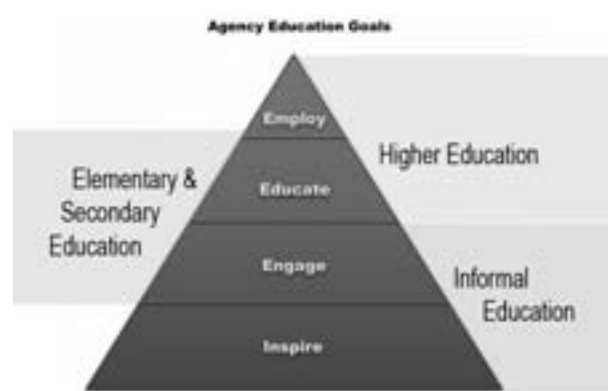 Agency Education Goals
Employ
Higher Education
Elementary &
Secondary
Education
Educate
Engage
Informal
Education
Inspire